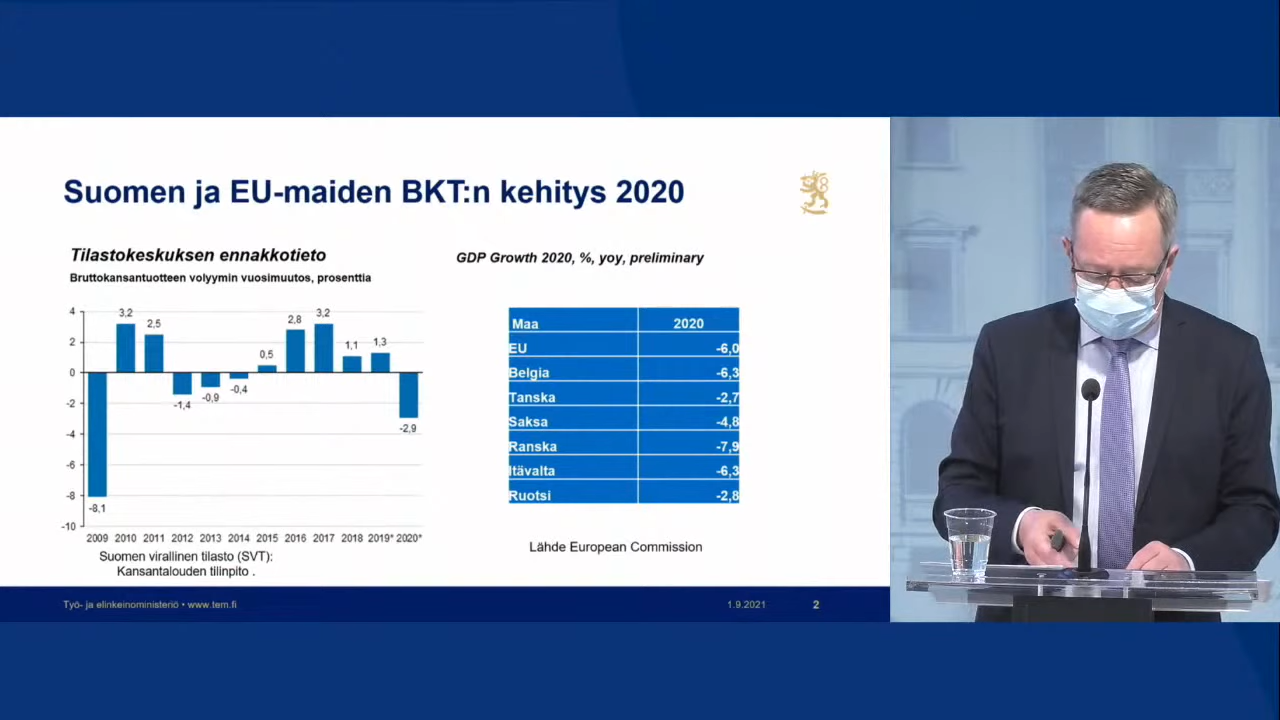 Suomen ja EU-maiden BKT:n kehitys 2020
Tilastokeskuksen ennakkotieto
Bruttokansantuotteen volyymin vuosimuutos, prosenttia
4
2
0
-2
-4
-6
-8
-10
-8,1
3,2
2,5
-1,4
-0,9
-0,4
0,5
2,8
3,2
1,1
1,3
-2,9
2009 2010 2011 2012 2013 2014 2015 2016 2017 2018 2019* 2020*
Suomen virallinen tilasto (SVT):
Kansantalouden tilinpito .
GDP Growth 2020, %, yoy, preliminary
Maa 2020
EU -6,0
Belgia -6,3
Tanska -2,7
Saksa -4,8
Ranska -7,9
Itävalta -6,3
Ruotsi -2,8
Lähde European Commission
Työ- ja elinkeinoministeriö • www.tem.fi 1.9.2021 2